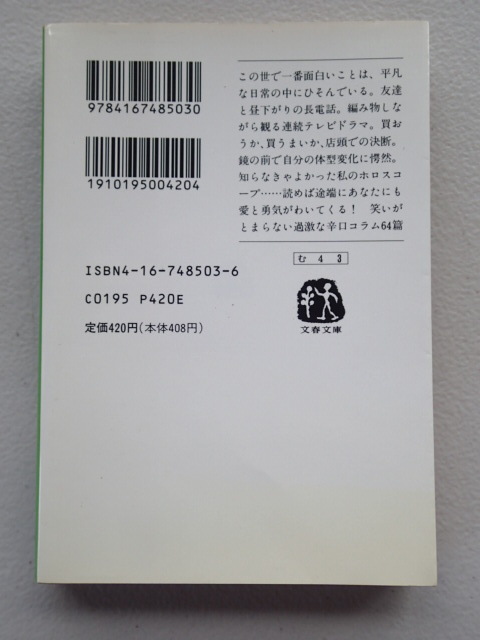 9784167485030
1910195004204
この世で一番面白いことは、平凡
な日常の中にひそんでいる。友達
と昼下がりの長電話。編み物しな
がら観る連続テレビドラマ。買お
うか、買うまいか、店頭での決断。
鏡の前で自分の体型変化に愕然。
知らなきゃよかった私のホロスコ
ープ……読めば途端にあなたにも
愛と勇気がわいてくる! 笑いが
とまらない過激な辛口コラム64篇
む 4 3
文春文庫
ISBN4-16-748503-6
C0195 P420E
定価420円(本体408円)